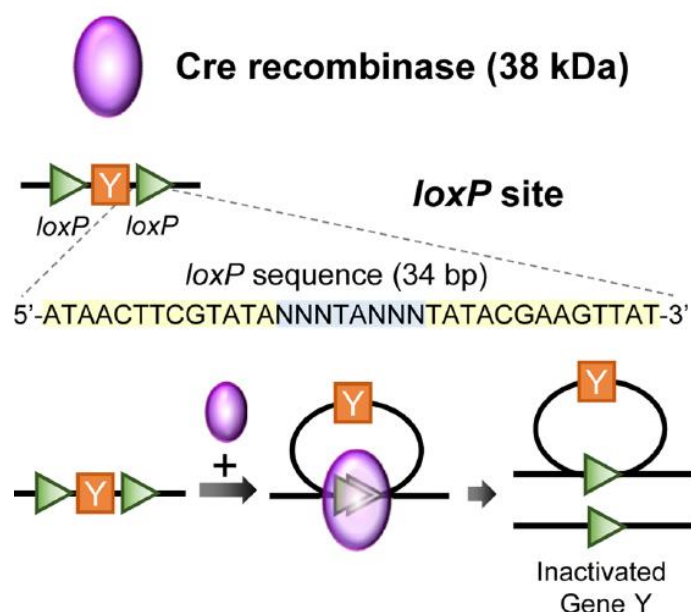 Cre recombinase (38 kDa)
Y
loxP site
loxP loxP
loxP sequence (34 bp)
5'-ATAACTTCGTATANNNTANNNTATACGAAGTTAT-3'
Y Y
Y +
Inactivated
Gene Y